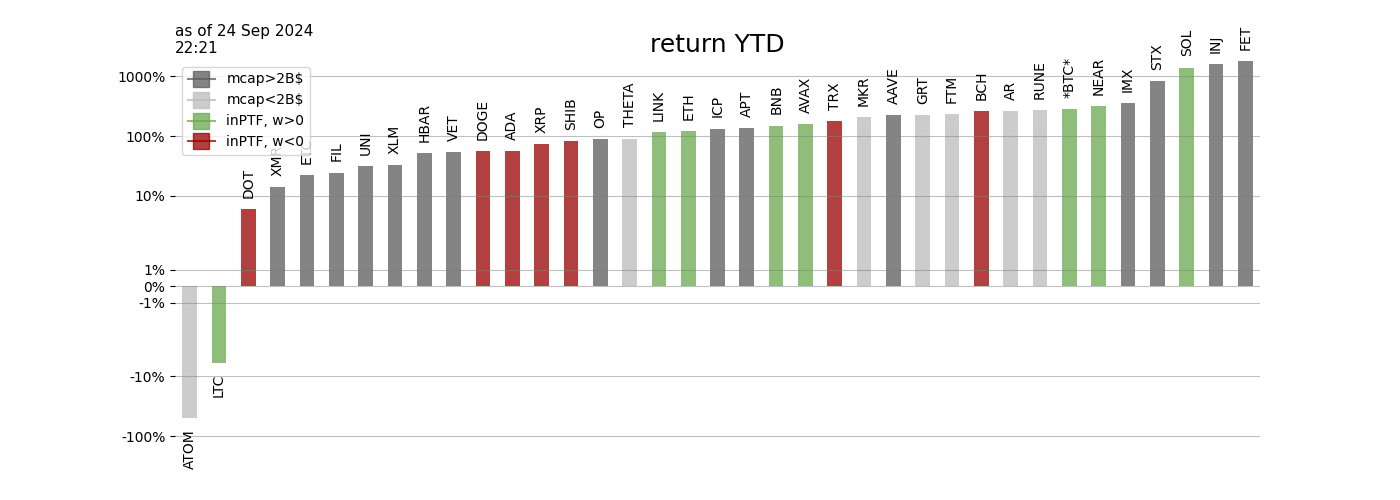 as of 24 Sep 2024
22:21
return YTD
mcap>2B$
mcap<2B$
inPTF, w>0
inPTF, w<0
1000%
100%
10%
1%
0%
-1%
-10%
-100%
ATOM
LTC
DOT
XMR
ETC
FIL
UNI
XLM
HBAR
VET
DOGE
ADA
XRP
SHIB
OP
THETA
LINK
ETH
ICP
APT
BNB
AVAX
TRX
MKR
AAVE
GRT
FTM
BCH
AR
RUNE
*BTC*
NEAR
IMX
STX
SOL
INJ
FET